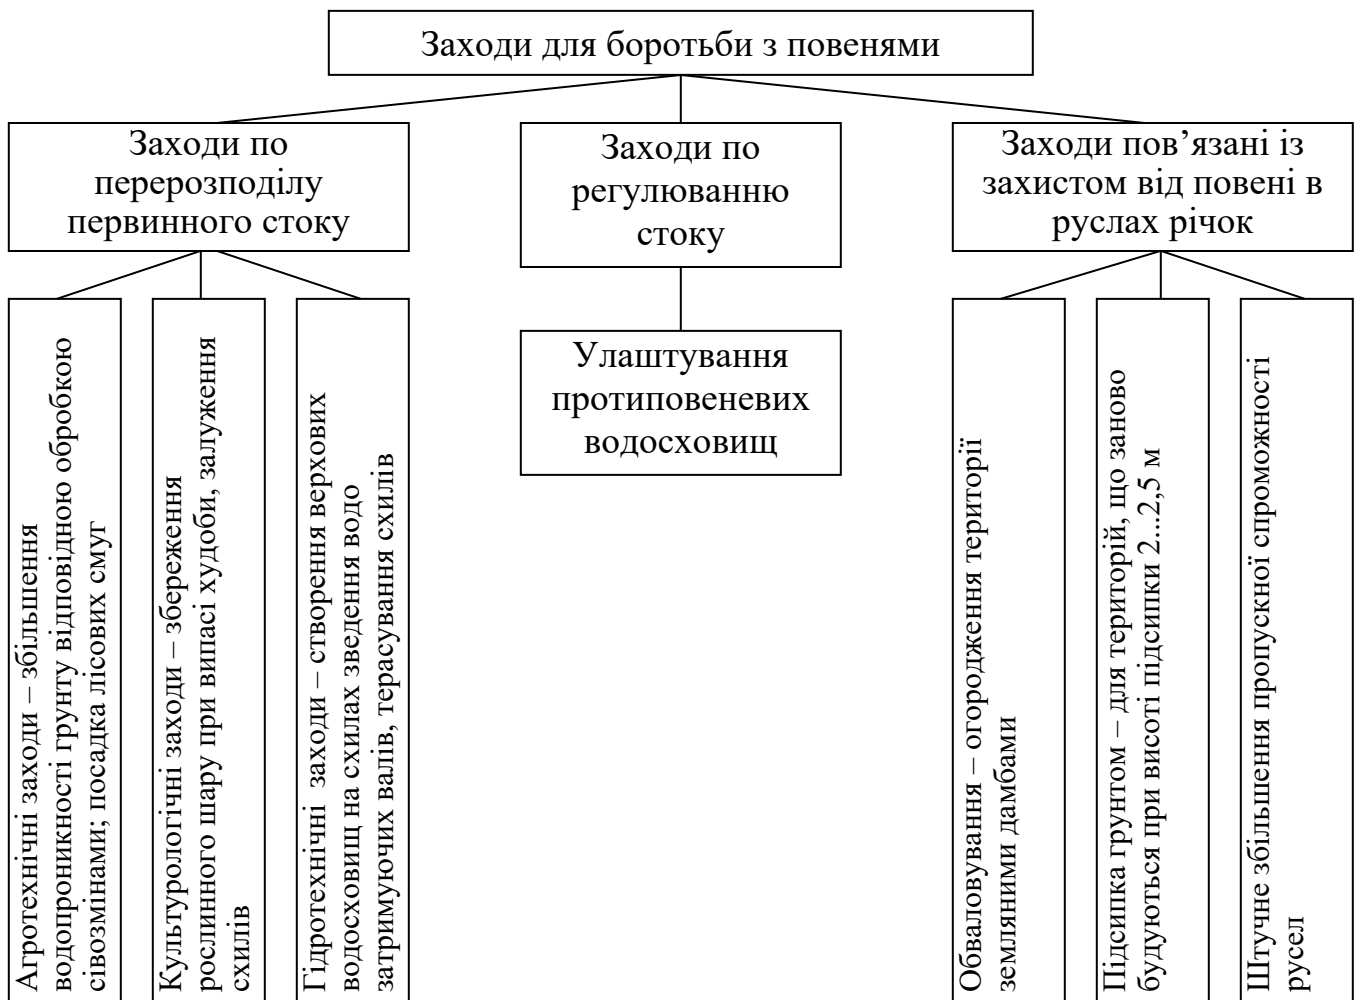 Заходи для боротьби з повенями
Заходи по
перерозподілу
первинного стоку
Заходи по
регулюванню
стоку
Заходи пов’язані із
захистом від повені в
руслах річок
Агротехнічні заходи – збільшення
водопроникності грунту відповідною обробкою
сівозмінами; посадка лісових смуг
Культурологічні заходи – збереження
рослинного шару при випасі худоби, залуження
схилів
Гідротехнічні заходи – створення верхових
водосховищ на схилах зведення водо
затримуючих валів, терасування схилів
Улаштування
протиповеневих
водосховищ
Обваловування – огородження території
земляними дамбами
Підсипка грунтом – для територій, що заново
будуються при висоті підсипки 2...2,5 м
Штучне збільшення пропускної спроможності
русел